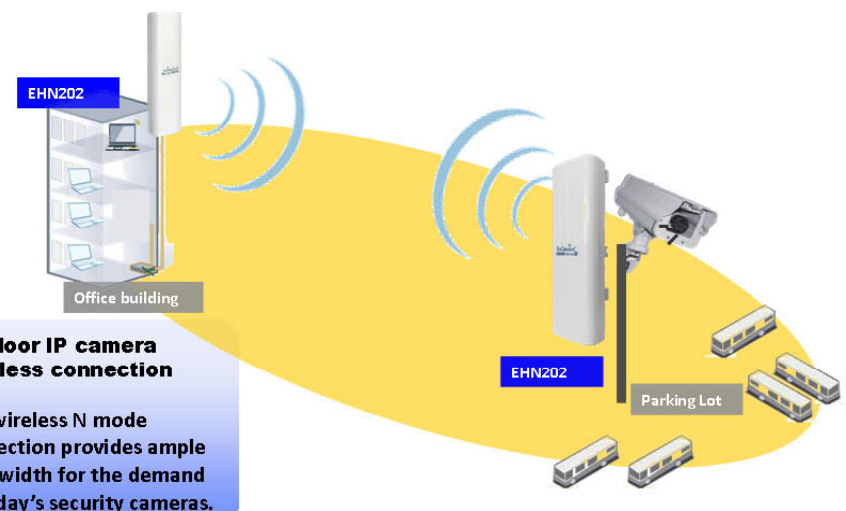 EHN202
Office building
EHN202
Parking Lot
door IP camera
less connection
wireless N mode
ection provides ample
width for the demand
day's security cameras.